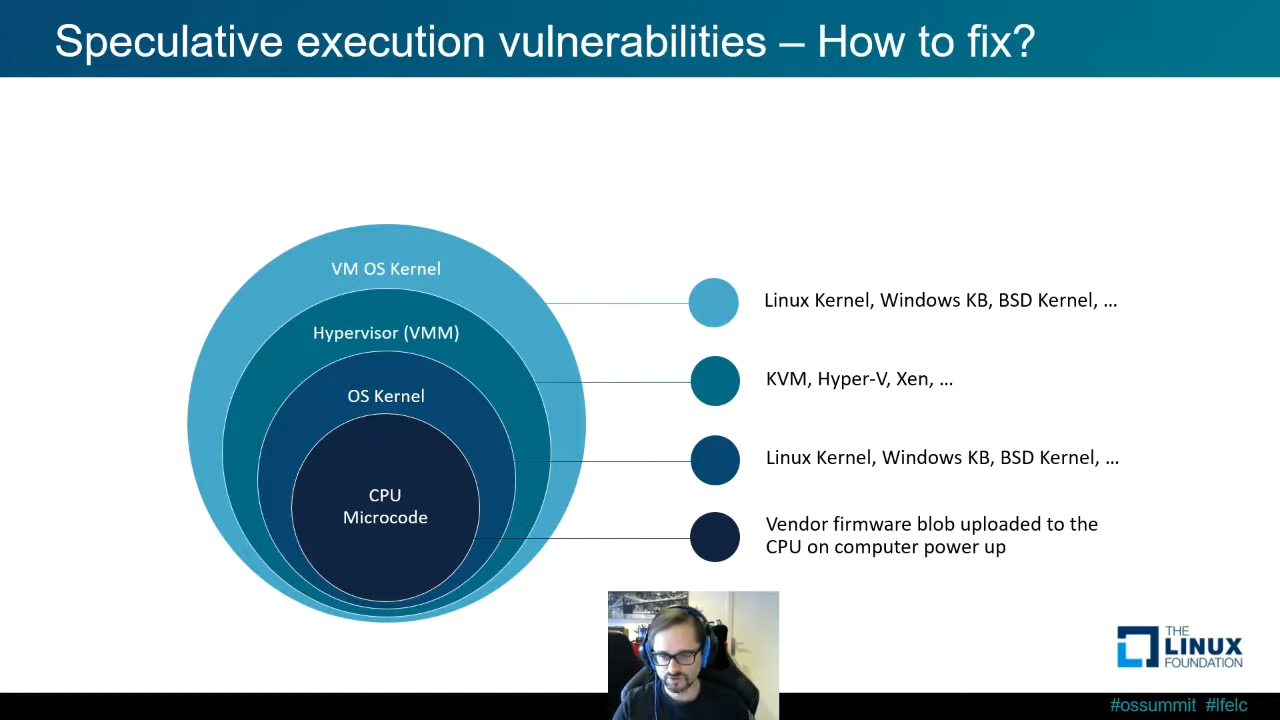 Speculative execution vulnerabilities – How to fix?
VM OS Kernel
Hypervisor (VMM)
OS Kernel
CPU
Microcode
Linux Kernel, Windows KB, BSD Kernel, ...
KVM, Hyper-V, Xen, ...
Linux Kernel, Windows KB, BSD Kernel, ...
Vendor firmware blob uploaded to the
CPU on computer power up
THE
LINUX
FOUNDATION
#ossummit #lfelc